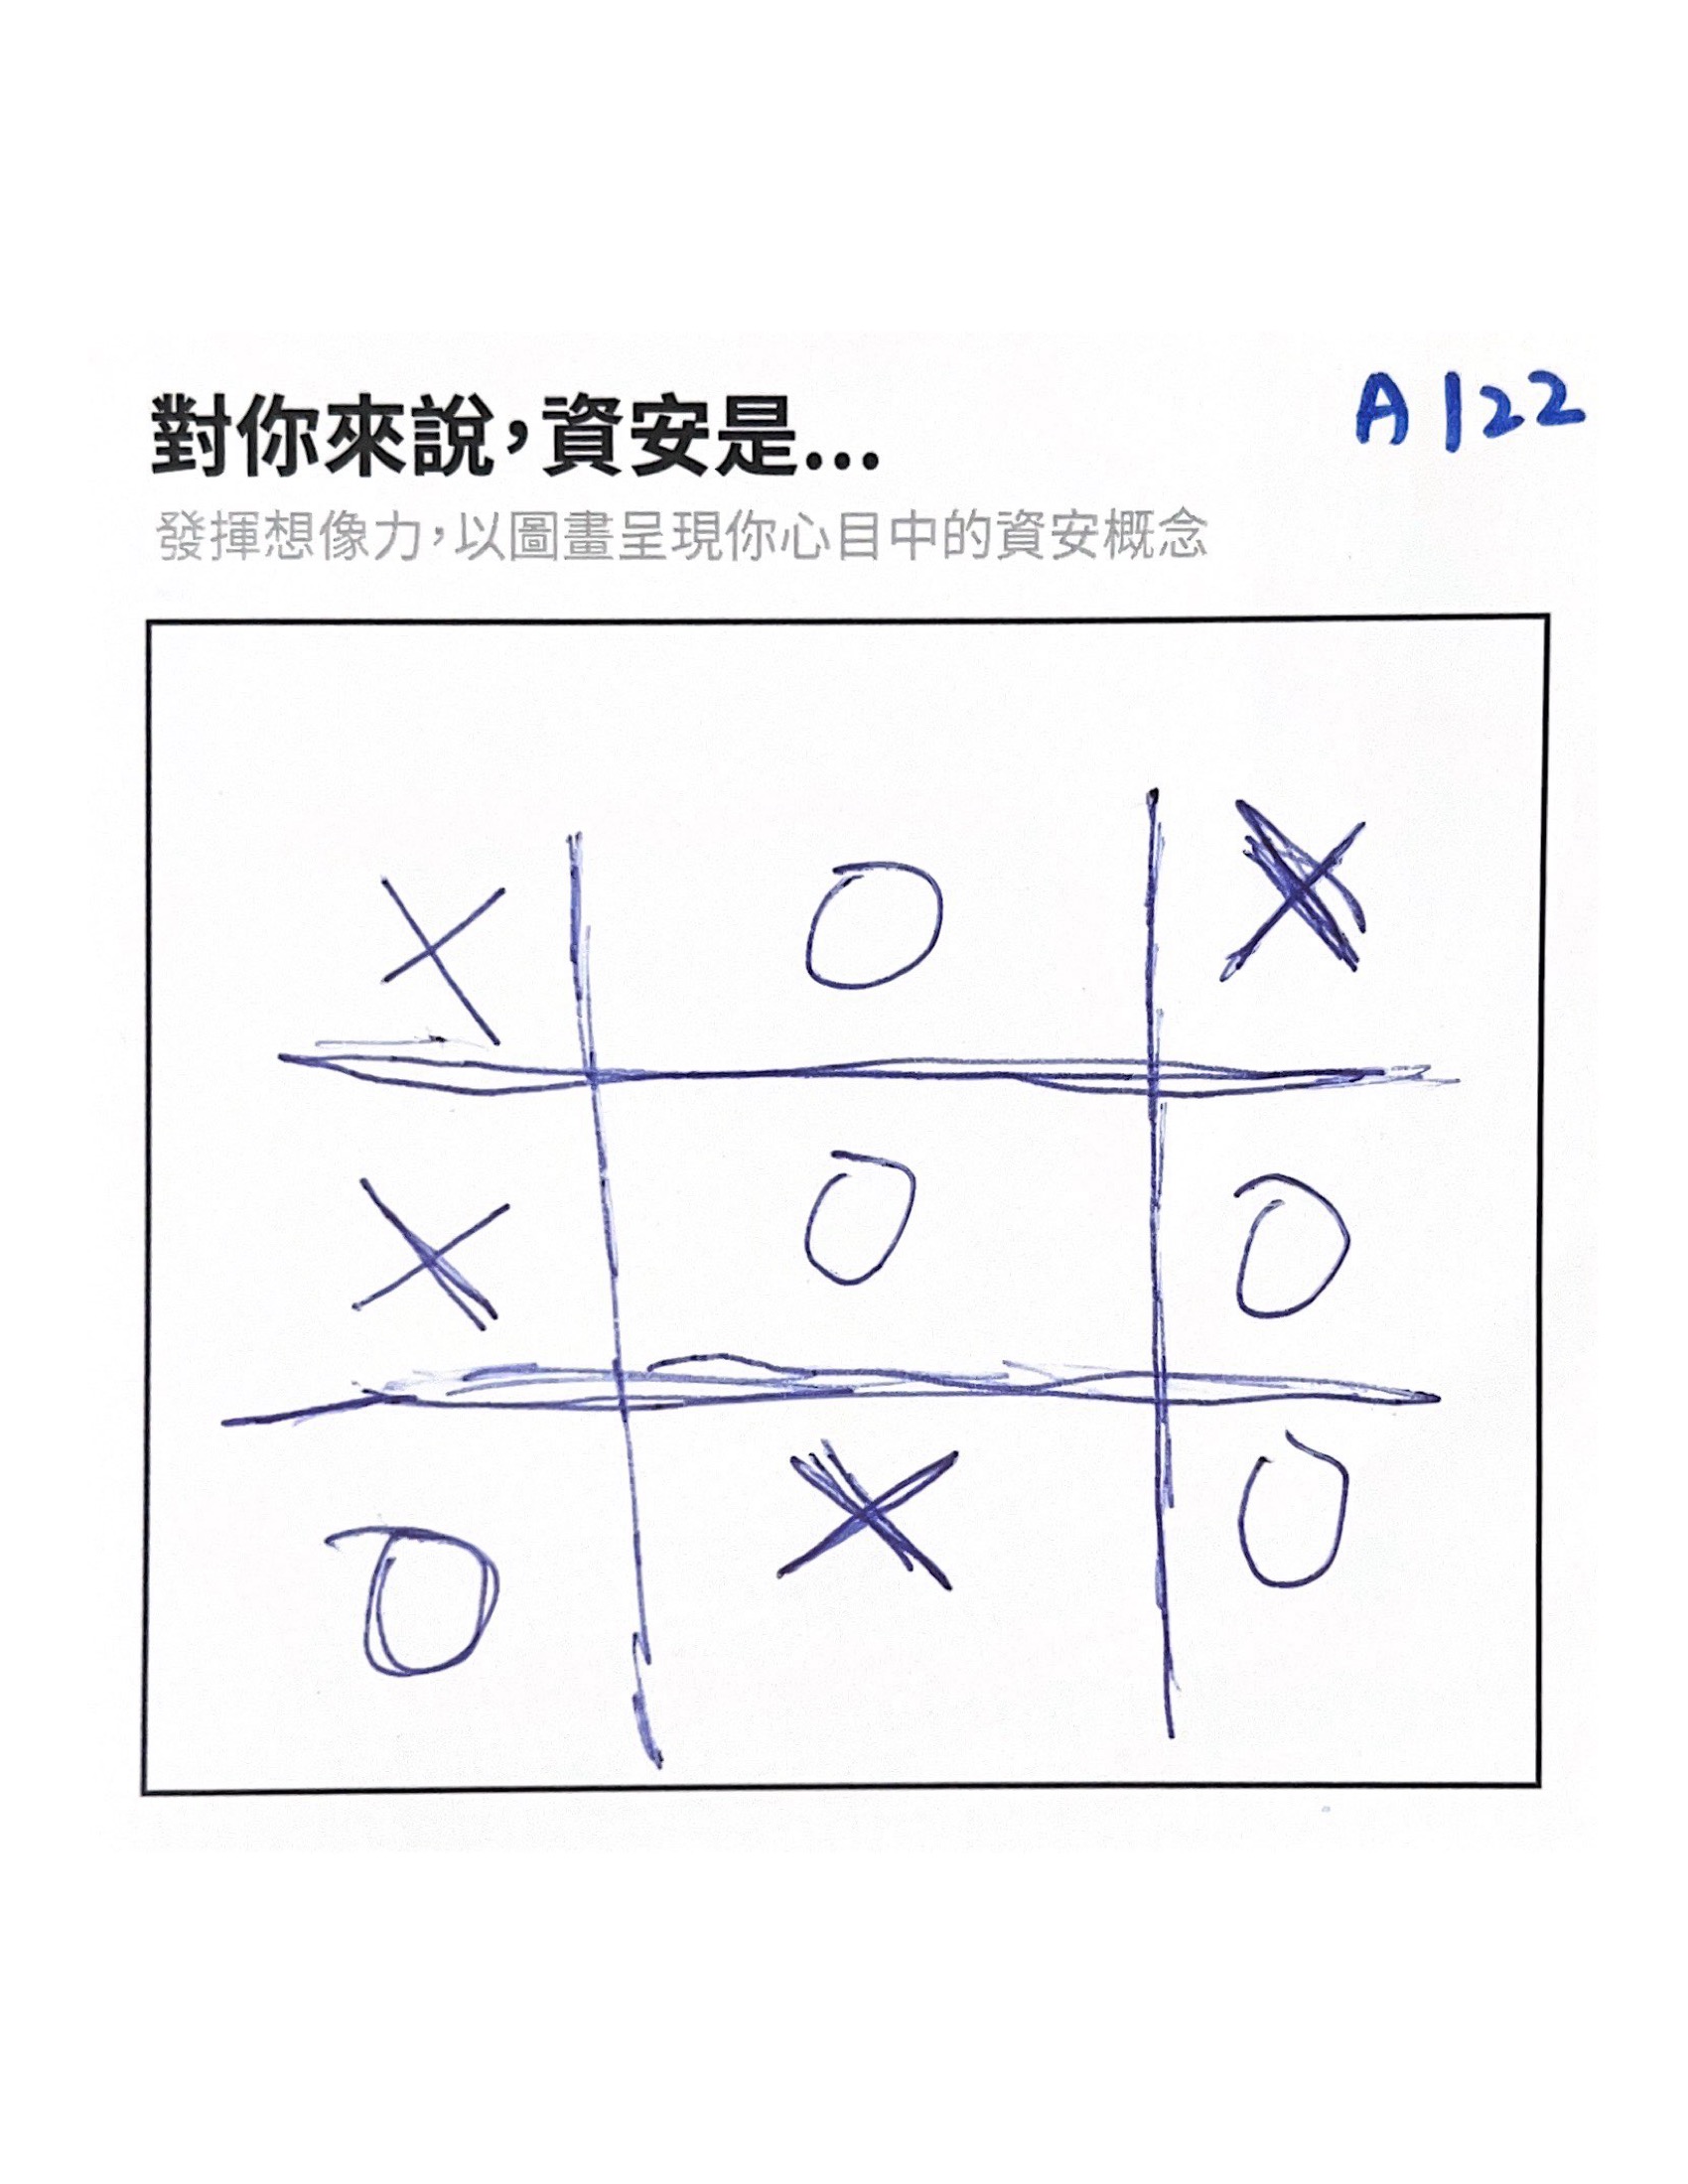 對你來說，資安是...
A122
發揮想像力，以圖畫呈現你心目中的資安概念
X O X
X O O
O X O